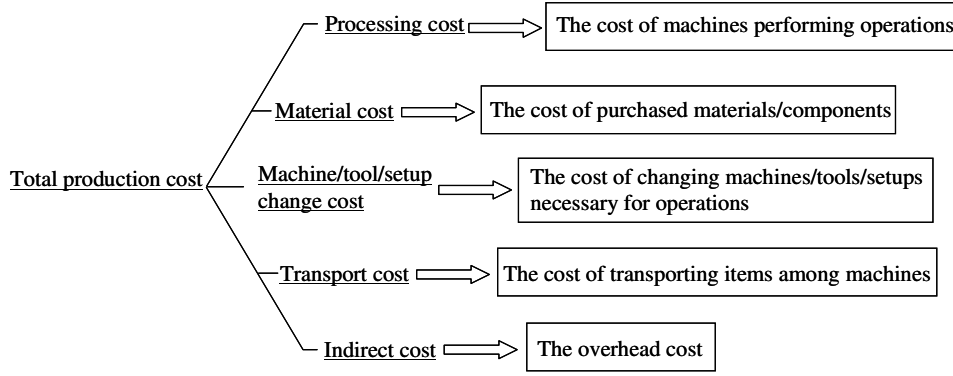 Processing cost
The cost of machines performing operations
Material cost
The cost of purchased materials/components
Total production cost
Machine/tool/setup
change cost
The cost of changing machines/tools/setups
necessary for operations
Transport cost
The cost of transporting items among machines
Indirect cost
The overhead cost